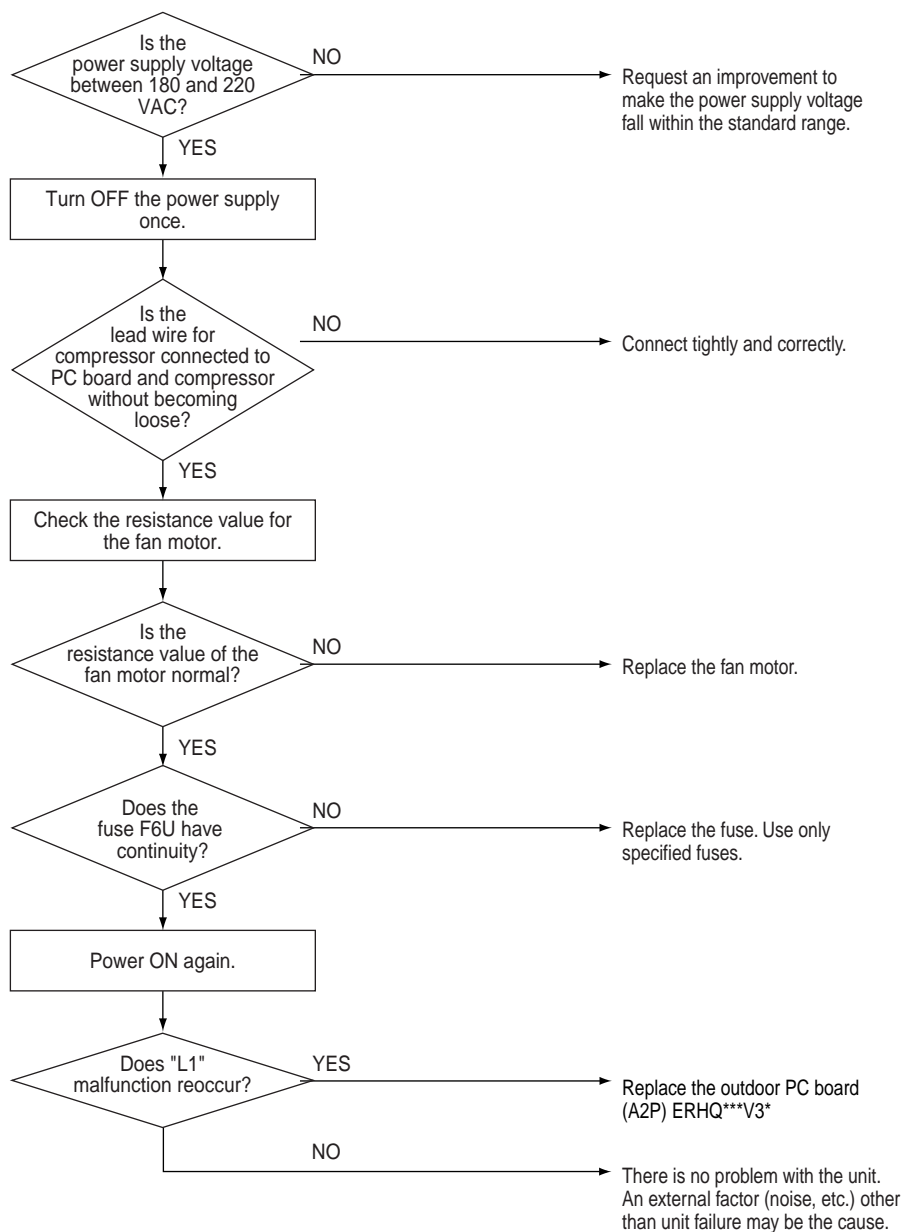 Is the
power supply voltage
between 180 and 220
VAC?
NO
Request an improvement to
make the power supply voltage
fall within the standard range.
YES
Turn OFF the power supply
once.
Is the
lead wire for
compressor connected to
PC board and compressor
without becoming
loose?
NO
Connect tightly and correctly.
YES
Check the resistance value for
the fan motor.
Is the
resistance value of the
fan motor normal?
NO
Replace the fan motor.
YES
Does the
fuse F6U have
continuity?
NO
Replace the fuse. Use only
specified fuses.
YES
Power ON again.
Does "L1"
malfunction reoccur?
YES
Replace the outdoor PC board
(A2P) ERHQ***V3*
NO
There is no problem with the unit.
An external factor (noise, etc.) other
than unit failure may be the cause.